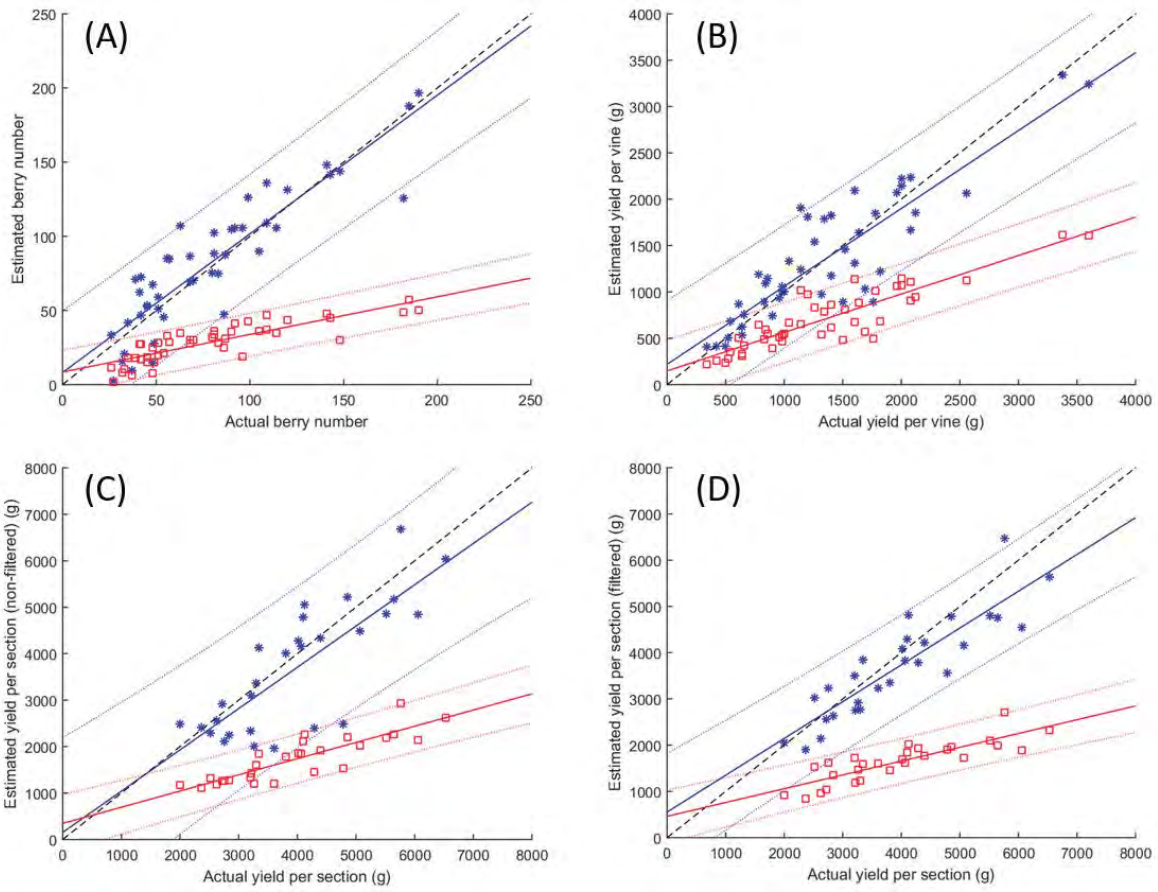 (A)
250
200
150
100
50
0
Estimated berry number
0 50 100 150 200 250
Actual berry number
(B)
4000
3500
3000
2500
2000
1500
1000
500
0
Estimated yield per vine (g)
0 500 1000 1500 2000 2500 3000 3500 4000
Actual yield per vine (g)
(C)
8000
7000
6000
5000
4000
3000
2000
1000
0
Estimated yield per section (non-filtered) (g)
0 1000 2000 3000 4000 5000 6000 7000 8000
Actual yield per section (g)
(D)
8000
7000
6000
5000
4000
3000
2000
1000
0
Estimated yield per section (filtered) (g)
0 1000 2000 3000 4000 5000 6000 7000 8000
Actual yield per section (g)